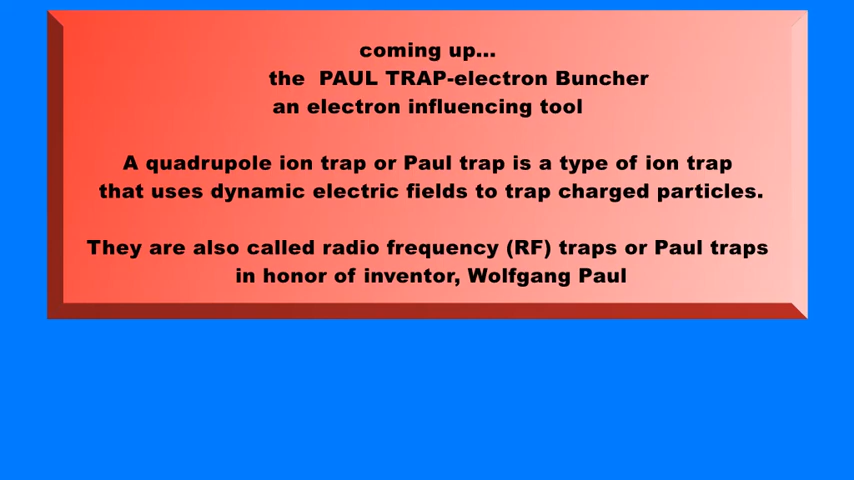 coming up...
the PAUL TRAP-electron Buncher
an electron influencing tool
A quadrupole ion trap or Paul trap is a type of ion trap
that uses dynamic electric fields to trap charged particles.
They are also called radio frequency (RF) traps or Paul traps
in honor of inventor, Wolfgang Paul